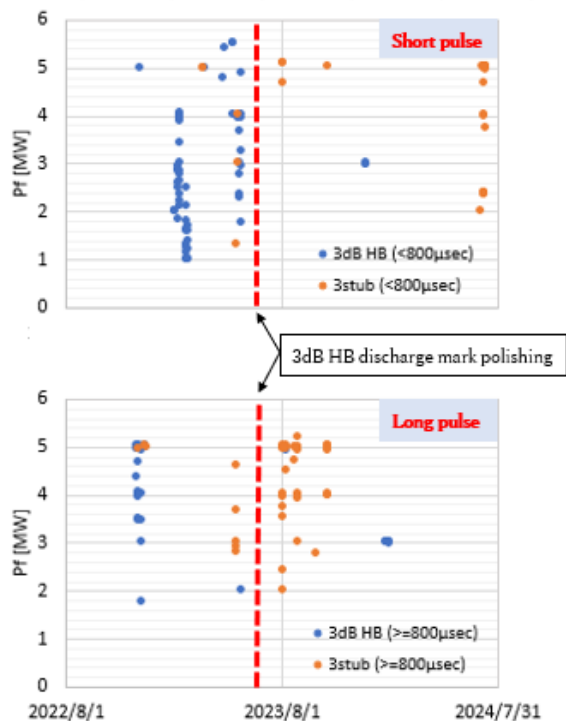 6
5
4
3
2
1
0
Pf [MW]
Short pulse
3dB HB (<800μsec)
3stub (<800μsec)
3dB HB discharge mark polishing
6
5
4
3
2
1
0
Pf [MW]
Long pulse
3dB HB (>=800μsec)
3stub (>=800μsec)
2022/8/1
2023/8/1
2024/7/31